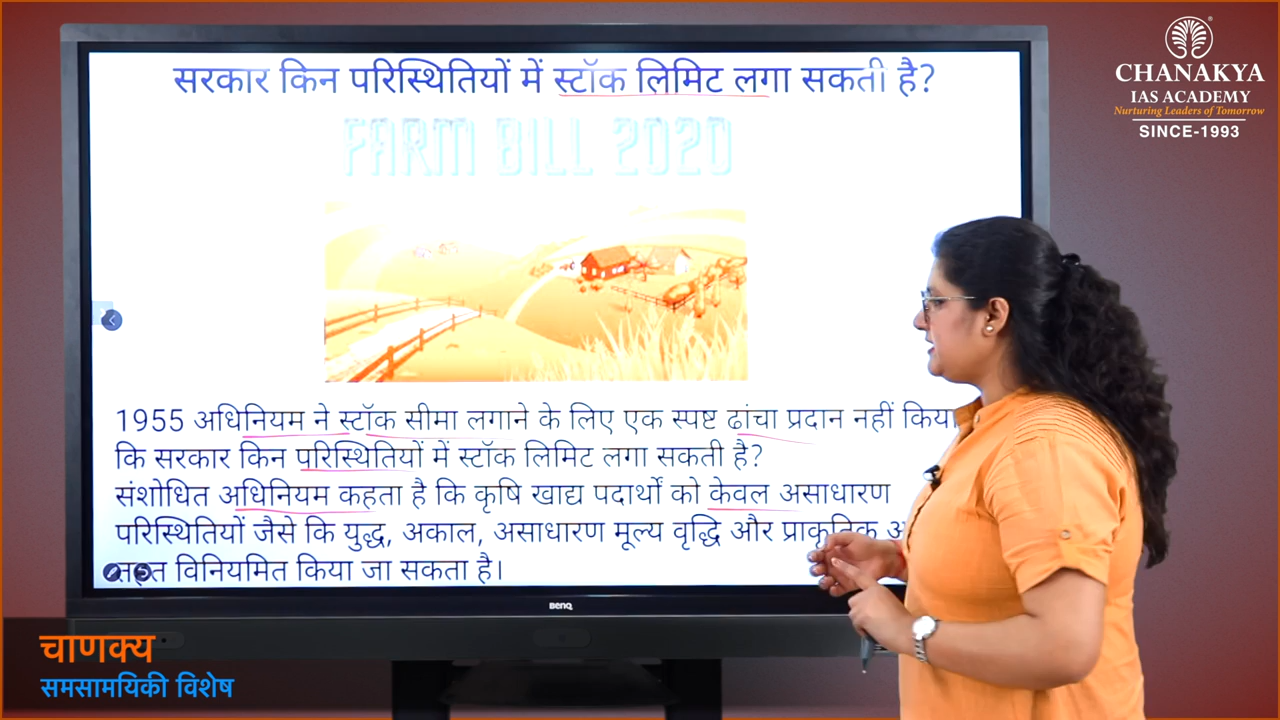 सरकार किन परिस्थितियों में स्टॉक लिमिट लगा सकती है?
FARM BILL 2020
1955 अधिनियम ने स्टॉक सीमा लगाने के लिए एक स्पष्ट ढांचा प्रदान नहीं किया
कि सरकार किन परिस्थितियों में स्टॉक लिमिट लगा सकती है?
संशोधित अधिनियम कहता है कि कृषि खाद्य पदार्थों को केवल असाधारण
परिस्थितियों जैसे कि युद्ध, अकाल, असाधारण मूल्य वृद्धि और प्राकृतिक
विनियमित किया जा सकता है।
BenQ
CHANAKYA
IAS ACADEMY
Nurturing Leaders of Tomorrow
SINCE-1993
चाणक्य
समसामयिकी विशेष